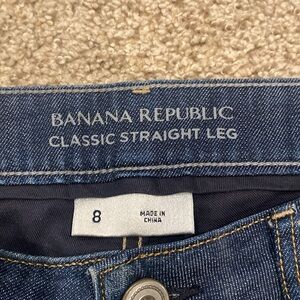 BANANA REPUBLIC
CLASSIC STRAIGHT LEG
8
MADE IN
CHINA